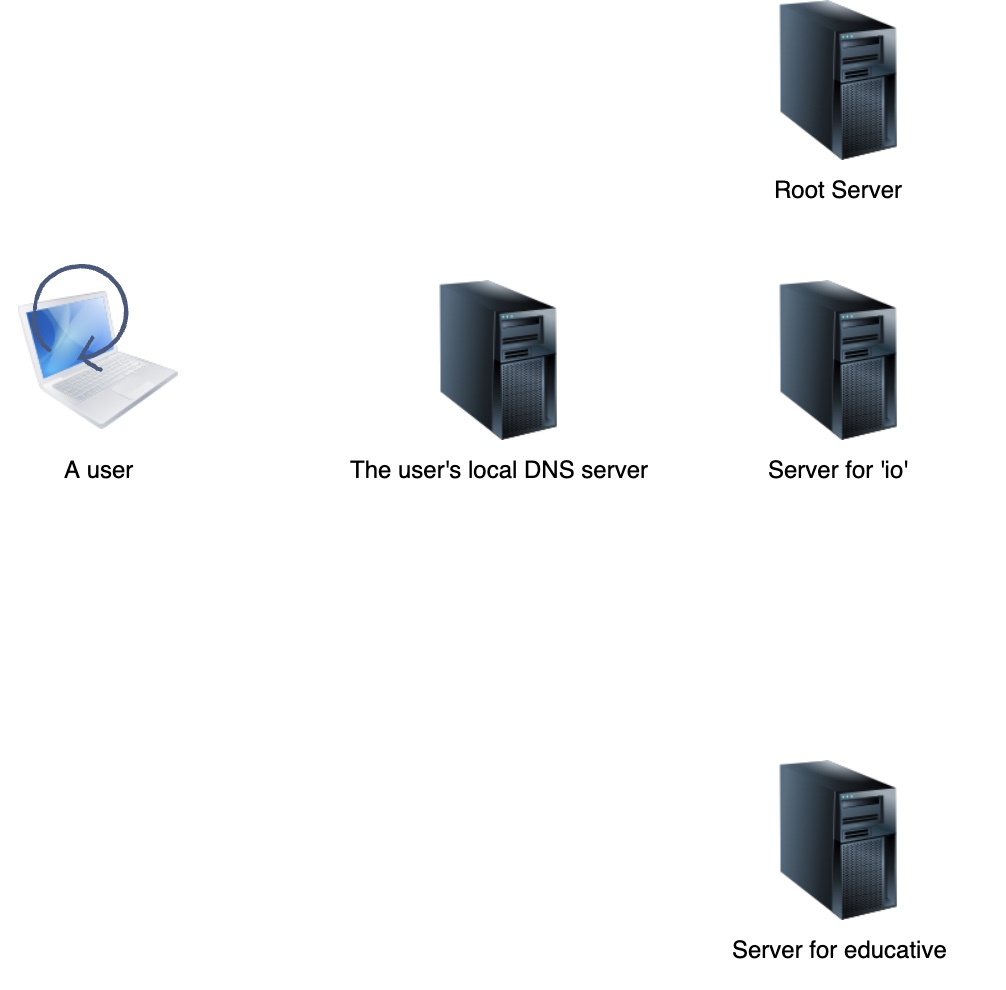 Root Server
A user
The user's local DNS server
Server for 'io'
Server for educative